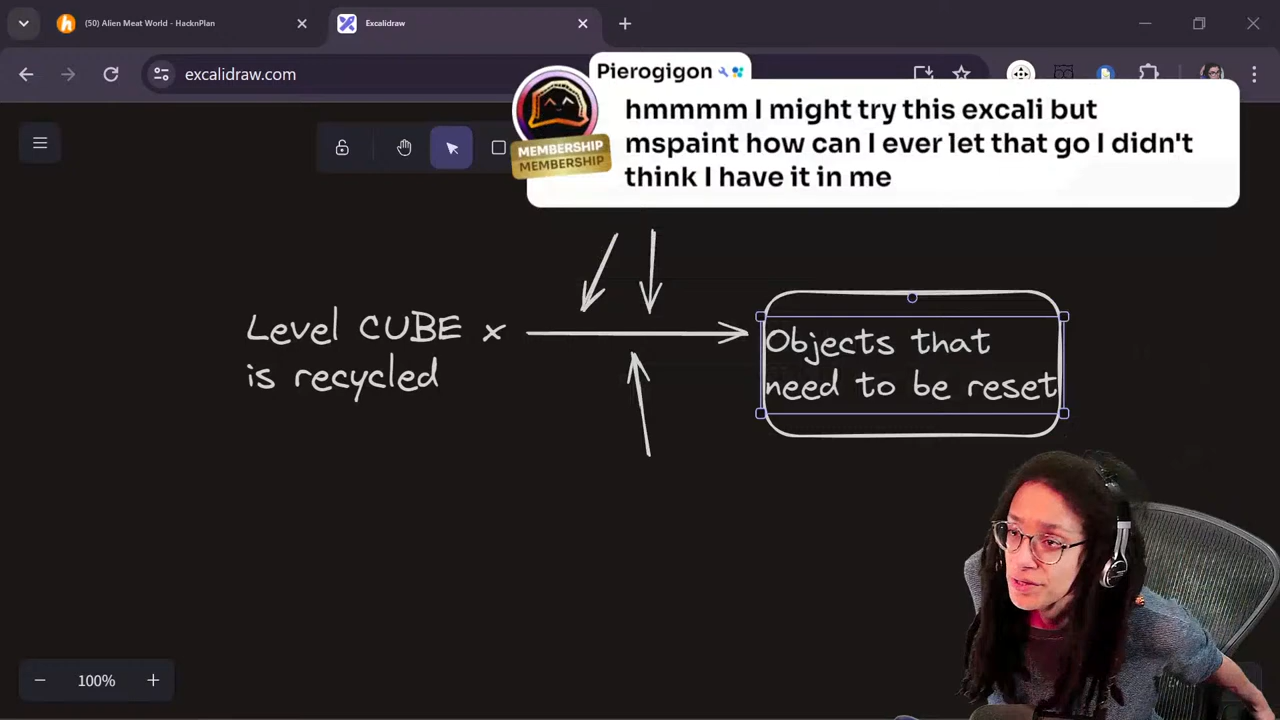 (50) Alien Meat World - HacknPlan
Excalidraw
excalidraw.com
Pierogigon
hmmmm I might try this excali but
mspaint how can I ever let that go I didn't
think I have it in me
MEMBERSHIP
MEMBERSHIP
Level CUBE x
is recycled
Objects that
need to be reset
100%